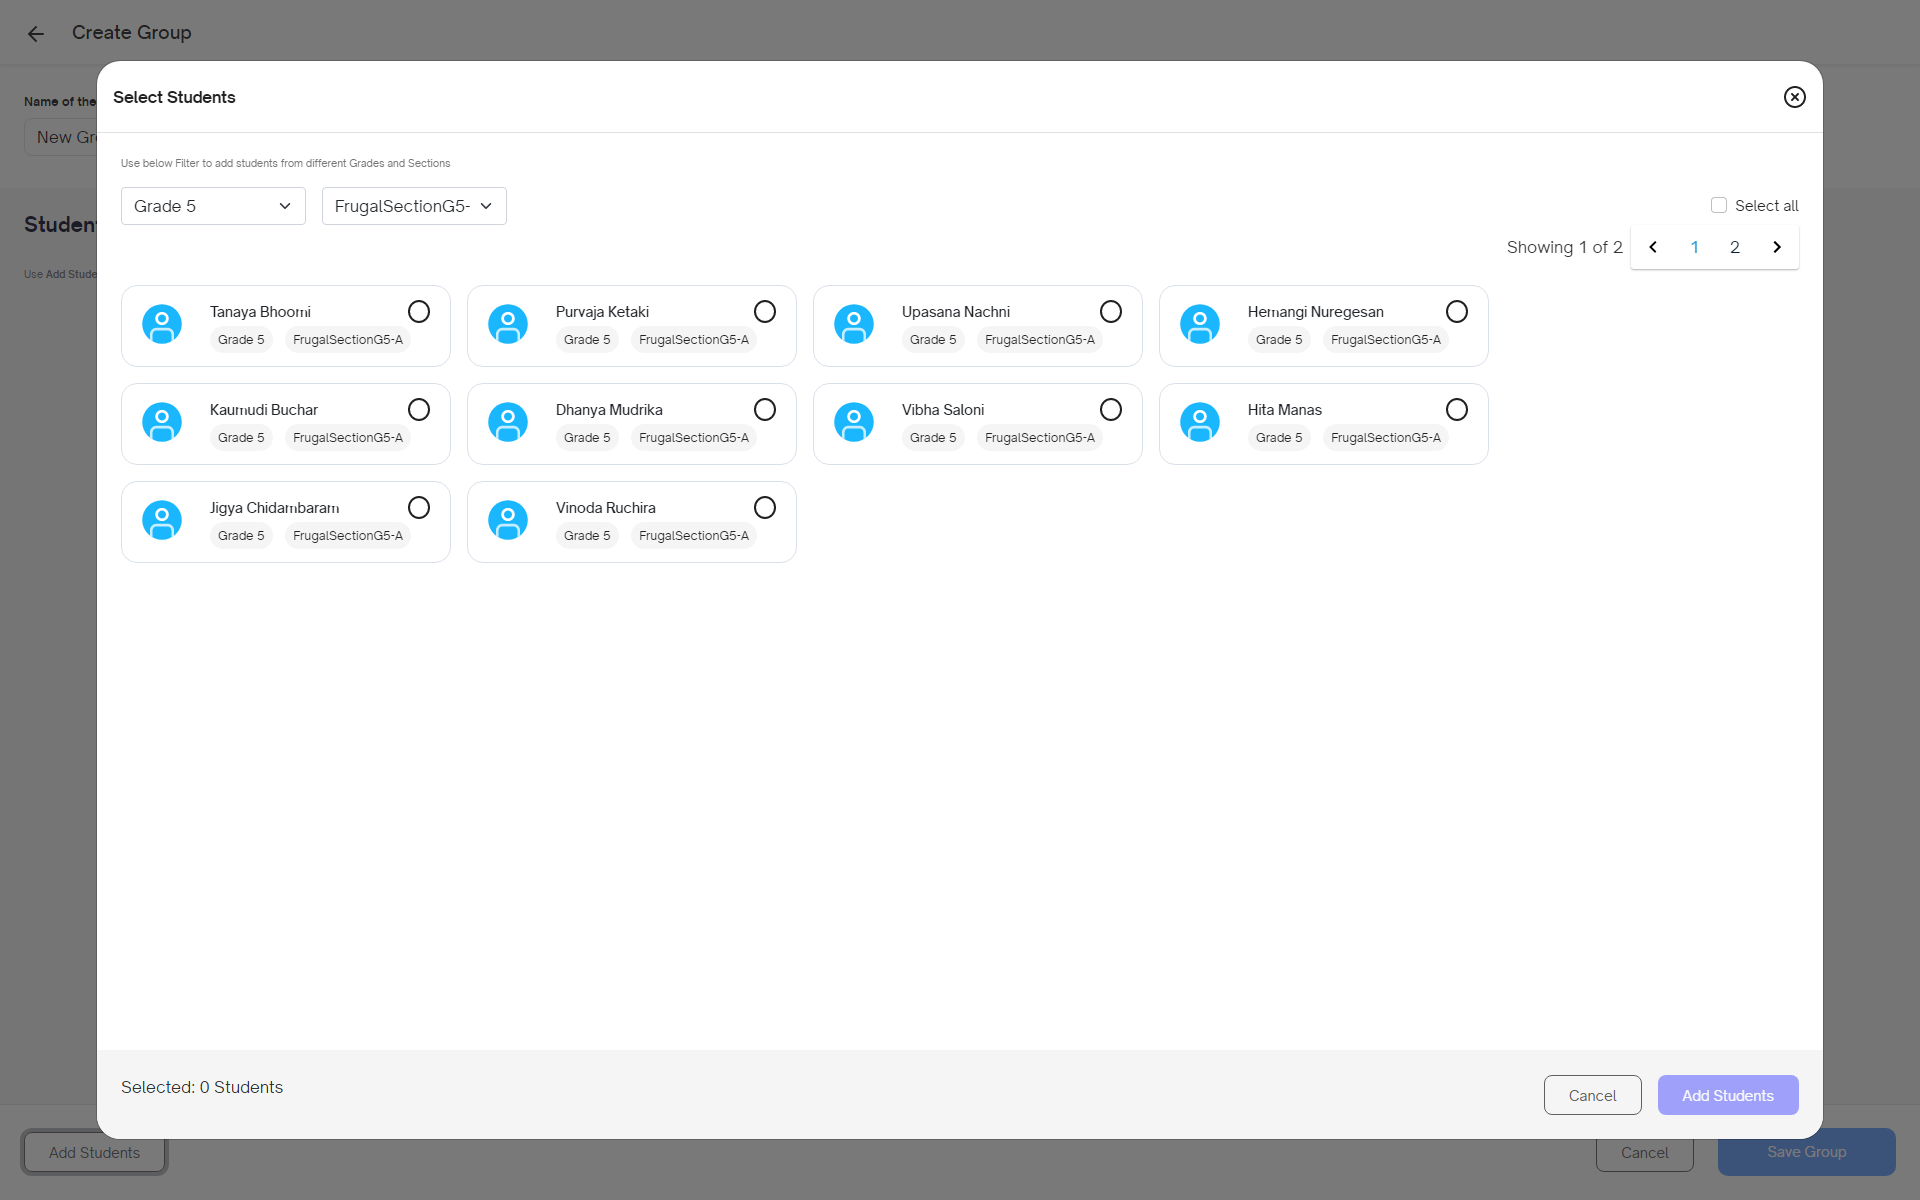 Create Group
Name of the
New Gr
Select Students
Use below Filter to add students from different Grades and Sections
Grade 5
FrugalSectionG5-
Select all
Showing 1 of 2
1
2
Studen
Use Add Stude
Tanaya Bhoomi
Grade 5
FrugalSectionG5-A
Purvaja Ketaki
Grade 5
FrugalSectionG5-A
Upasana Nachni
Grade 5
FrugalSectionG5-A
Hemangi Nuregesan
Grade 5
FrugalSectionG5-A
Kaumudi Buchar
Grade 5
FrugalSectionG5-A
Dhanya Mudrika
Grade 5
FrugalSectionG5-A
Vibha Saloni
Grade 5
FrugalSectionG5-A
Hita Manas
Grade 5
FrugalSectionG5-A
Jigya Chidambaram
Grade 5
FrugalSectionG5-A
Vinoda Ruchira
Grade 5
FrugalSectionG5-A
Selected: 0 Students
Cancel
Add Students
Add Students
Cancel
Save Group